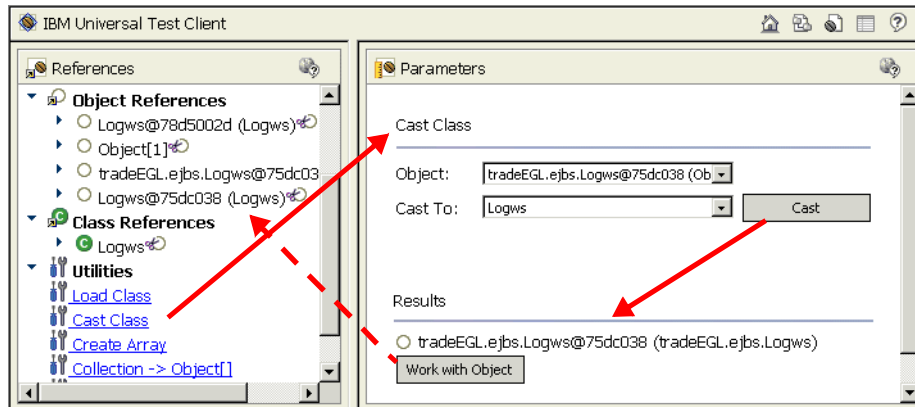 IBM Universal Test Client
References
Object References
Logws@78d5002d (Logws)
Object[1]
tradeEGL.ejbs.Logws@75dc03
Logws@75dc038 (Logws)
Class References
Logws
Utilities
Load Class
Cast Class
Create Array
Collection -> Object[]
Parameters
Cast Class
Object: tradeEGL.ejbs.Logws@75dc038 (Ob
Cast To: Logws Cast
Results
tradeEGL.ejbs.Logws@75dc038 (tradeEGL.ejbs.Logws)
Work with Object